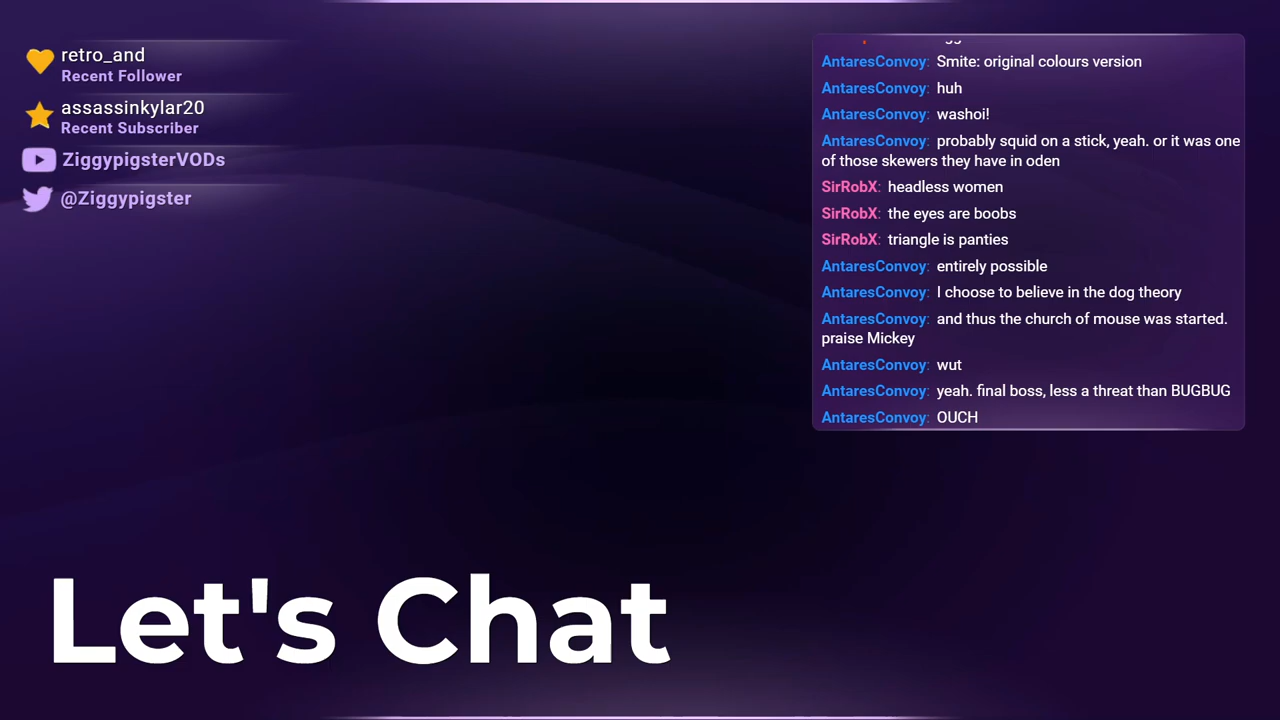 retro_and
Recent Follower
assassinkylar20
Recent Subscriber
ZiggypigsterVODs
@Ziggypigster
AntaresConvoy: Smite: original colours version
AntaresConvoy: huh
AntaresConvoy: washoi!
AntaresConvoy: probably squid on a stick, yeah. or it was one
of those skewers they have in oden
SirRobX: headless women
SirRobX: the eyes are boobs
SirRobX: triangle is panties
AntaresConvoy: entirely possible
AntaresConvoy: I choose to believe in the dog theory
AntaresConvoy: and thus the church of mouse was started.
praise Mickey
AntaresConvoy: wut
AntaresConvoy: yeah. final boss, less a threat than BUGBUG
AntaresConvoy: OUCH
Let's Chat